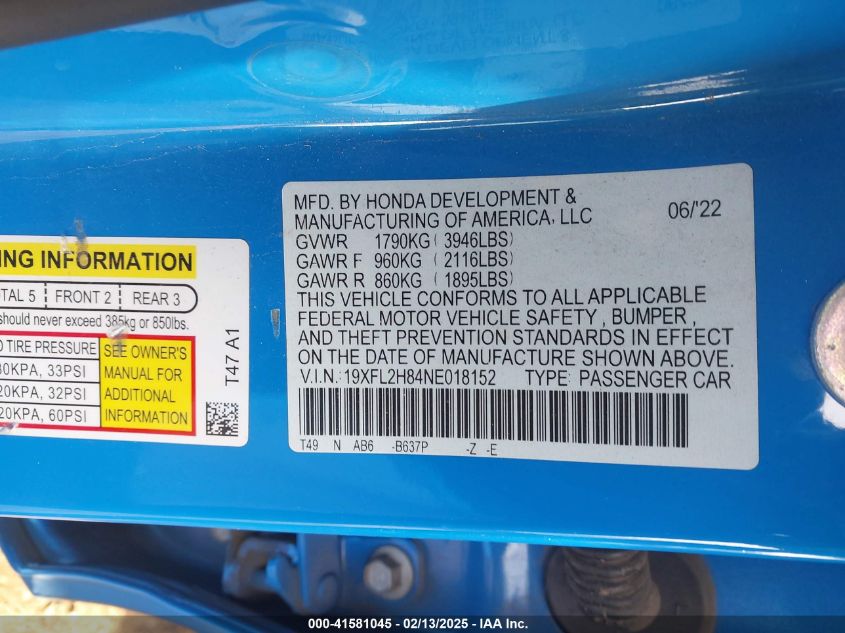 NG INFORMATION
OTAL 5 FRONT 2 REAR 3
should never exceed 385kg or 850lbs.
TIRE PRESSURE
0KPA, 33PSI
20KPA, 32PSI
20KPA, 60PSI
SEE OWNER'S
MANUAL FOR
ADDITIONAL
INFORMATION
T47 A1
MFD. BY HONDA DEVELOPMENT &
MANUFACTURING OF AMERICA, LLC 06/'22
GVWR 1790KG (3946LBS)
GAWR F 960KG (2116LBS)
GAWR R 860KG (1895LBS)
THIS VEHICLE CONFORMS TO ALL APPLICABLE
FEDERAL MOTOR VEHICLE SAFETY , BUMPER,
AND THEFT PREVENTION STANDARDS IN EFFECT
ON THE DATE OF MANUFACTURE SHOWN ABOVE.
V.I.N.: 19XFL2H84NE018152 TYPE: PASSENGER CAR
T49 N AB6 -B637P -Z -E
000-41581045 - 02/13/2025 - IAA Inc.